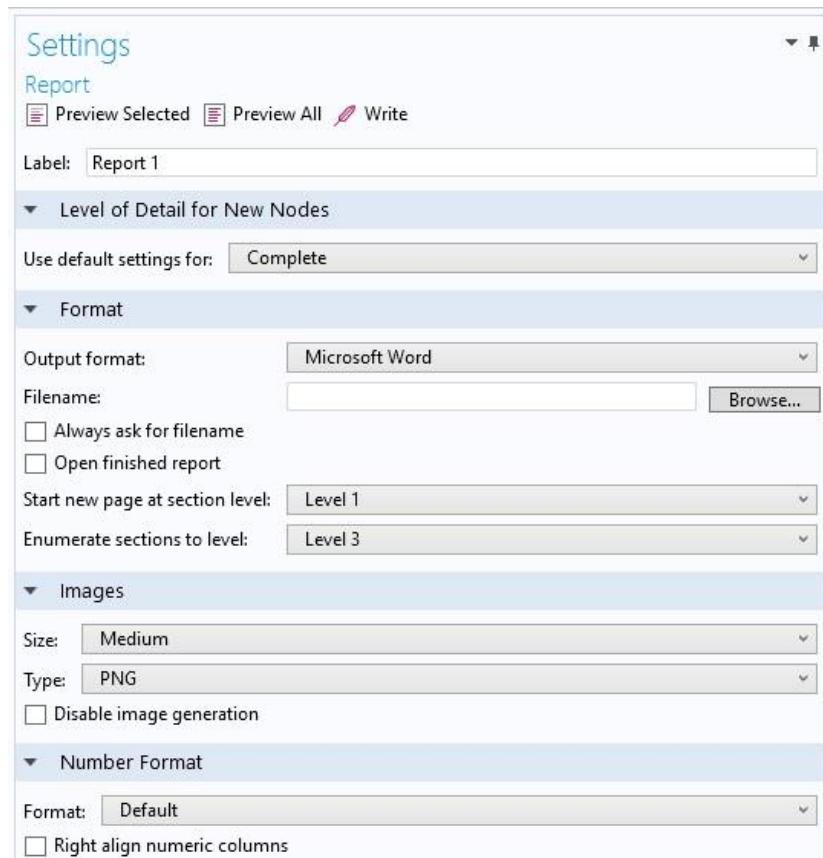 Settings
Report
Preview Selected Preview All Write
Label: Report 1
Level of Detail for New Nodes
Use default settings for: Complete
Format
Output format: Microsoft Word
Filename: Browse...
Always ask for filename
Open finished report
Start new page at section level: Level 1
Enumerate sections to level: Level 3
Images
Size: Medium
Type: PNG
Disable image generation
Number Format
Format: Default
Right align numeric columns